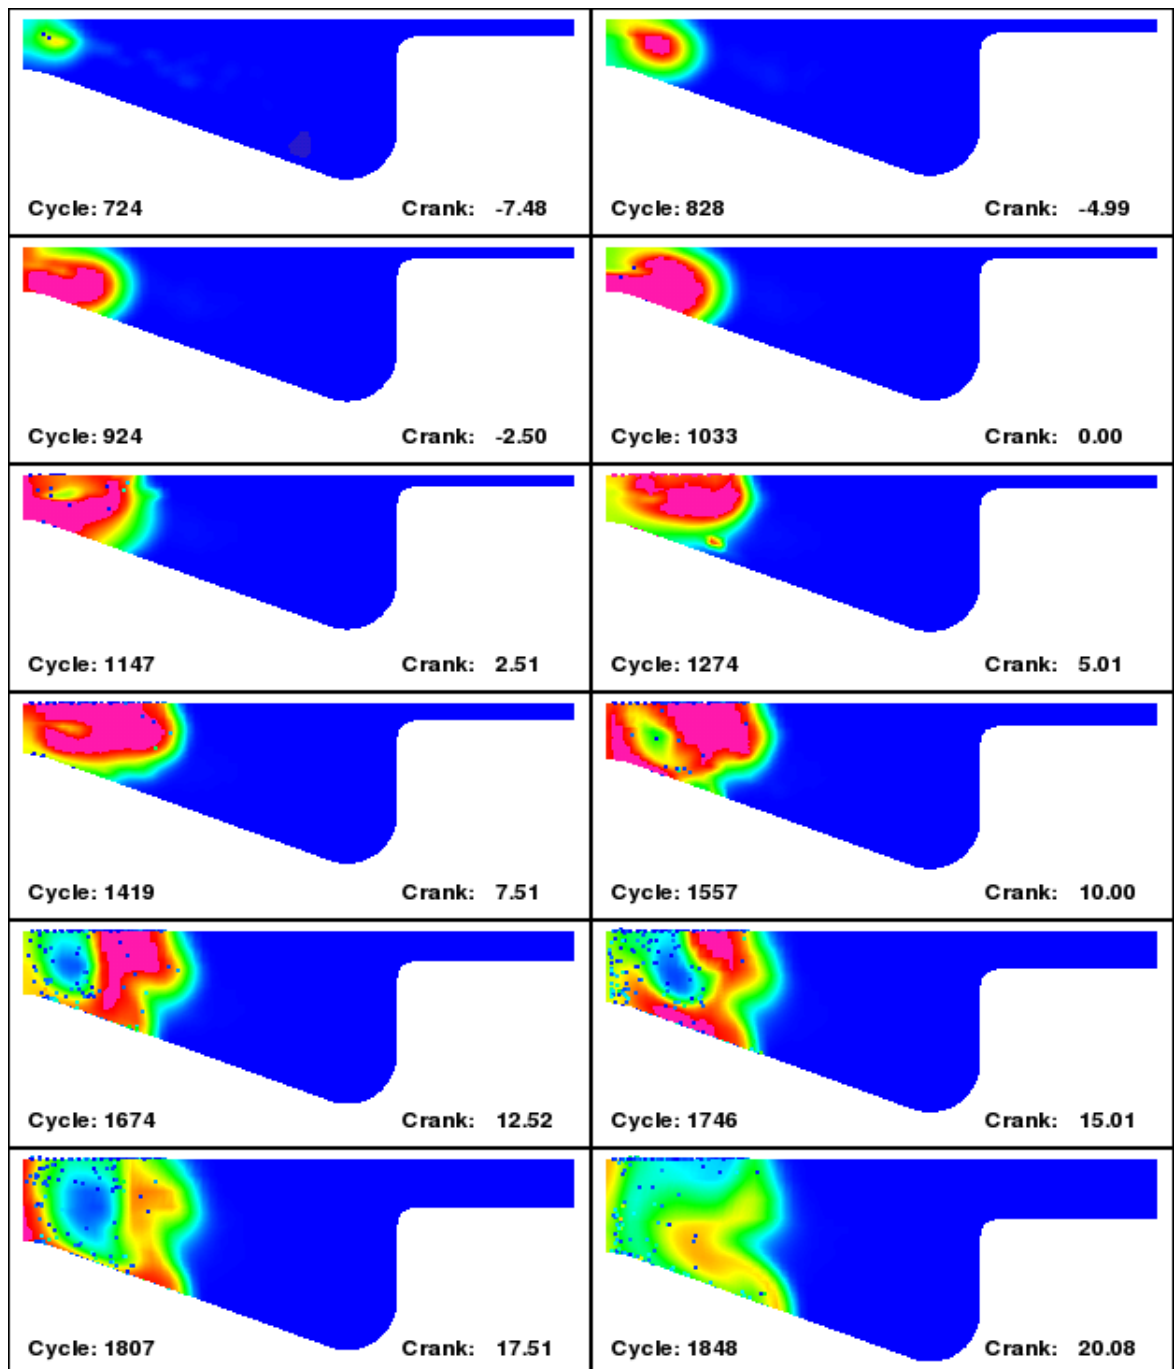 Cycle: 724 Crank: -7.48
Cycle: 828 Crank: -4.99
Cycle: 924 Crank: -2.50
Cycle: 1033 Crank: 0.00
Cycle: 1147 Crank: 2.51
Cycle: 1274 Crank: 5.01
Cycle: 1419 Crank: 7.51
Cycle: 1557 Crank: 10.00
Cycle: 1674 Crank: 12.52
Cycle: 1746 Crank: 15.01
Cycle: 1807 Crank: 17.51
Cycle: 1848 Crank: 20.08